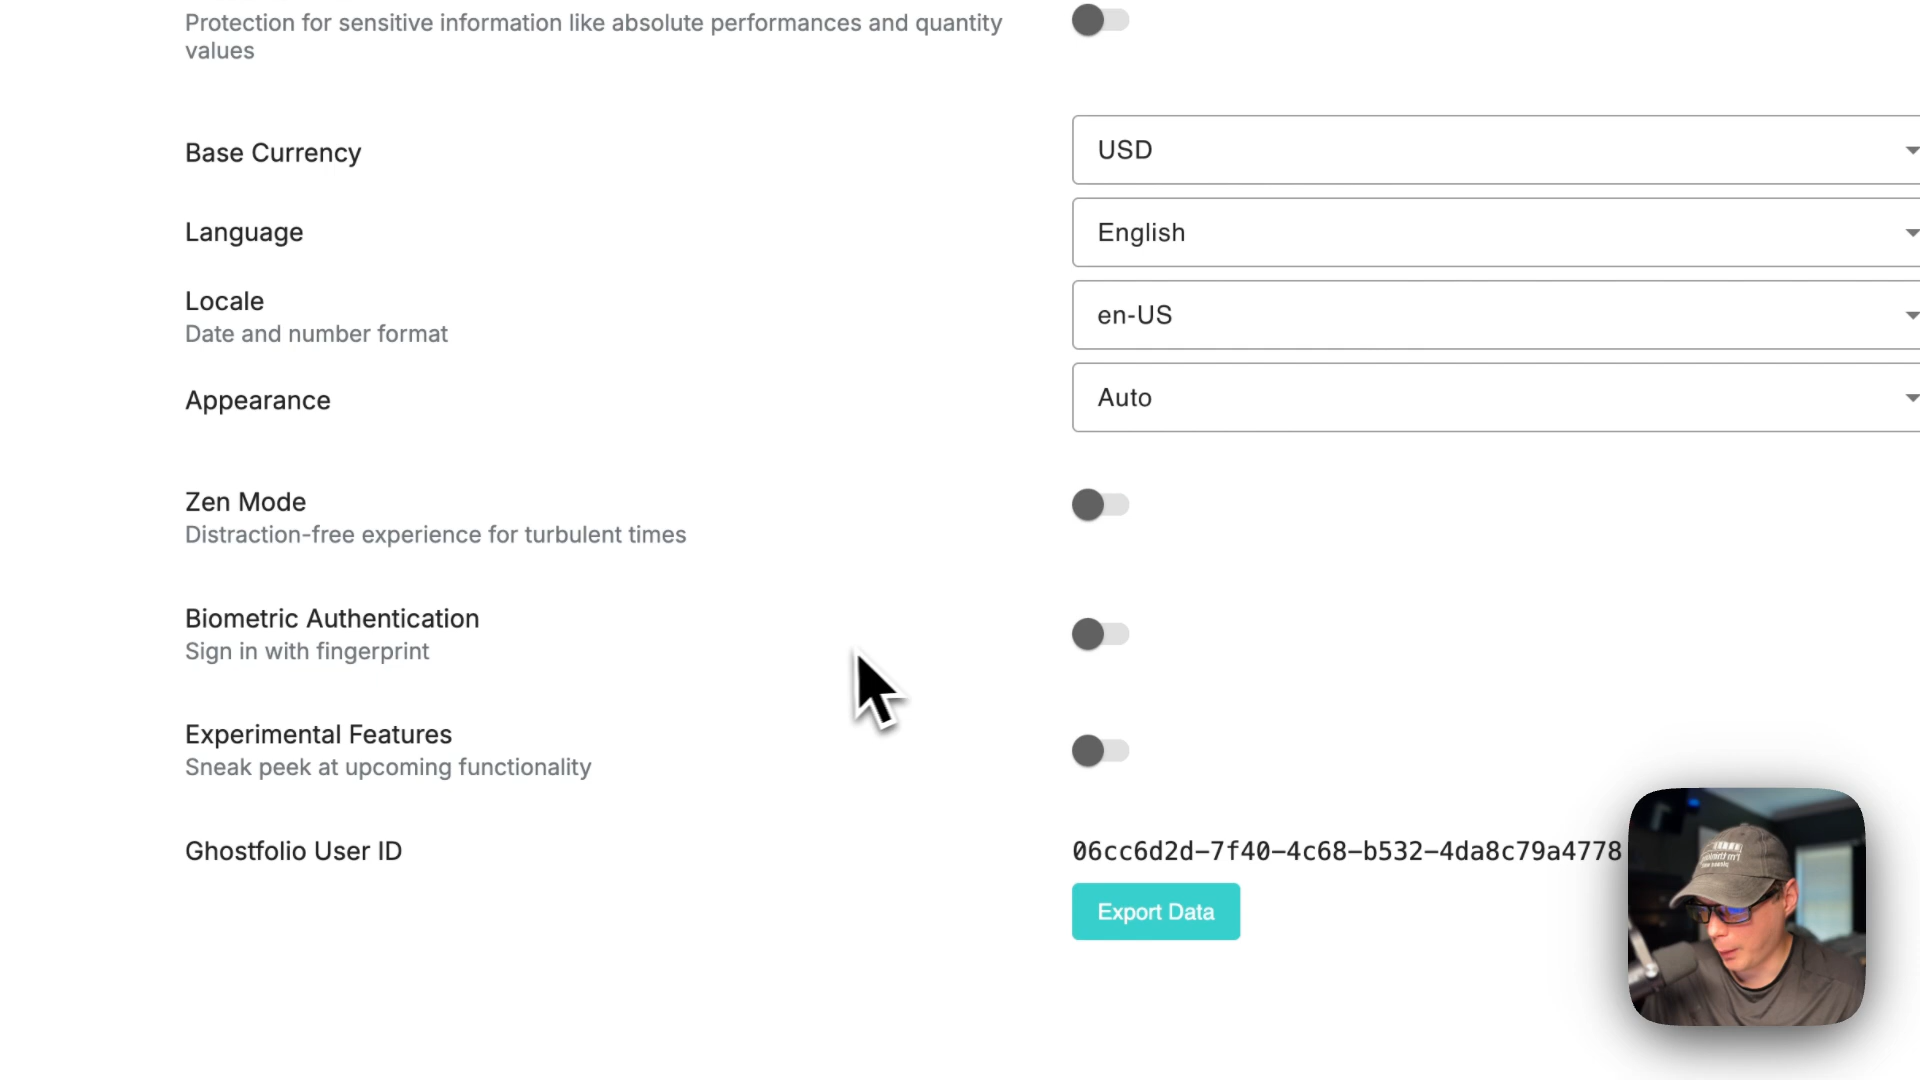 Protection for sensitive information like absolute performances and quantity
values
Base Currency
USD
Language
English
Locale
Date and number format
en-US
Appearance
Auto
Zen Mode
Distraction-free experience for turbulent times
Biometric Authentication
Sign in with fingerprint
Experimental Features
Sneak peek at upcoming functionality
Ghostfolio User ID
06cc6d2d-7f40-4c68-b532-4da8c79a4778
Export Data